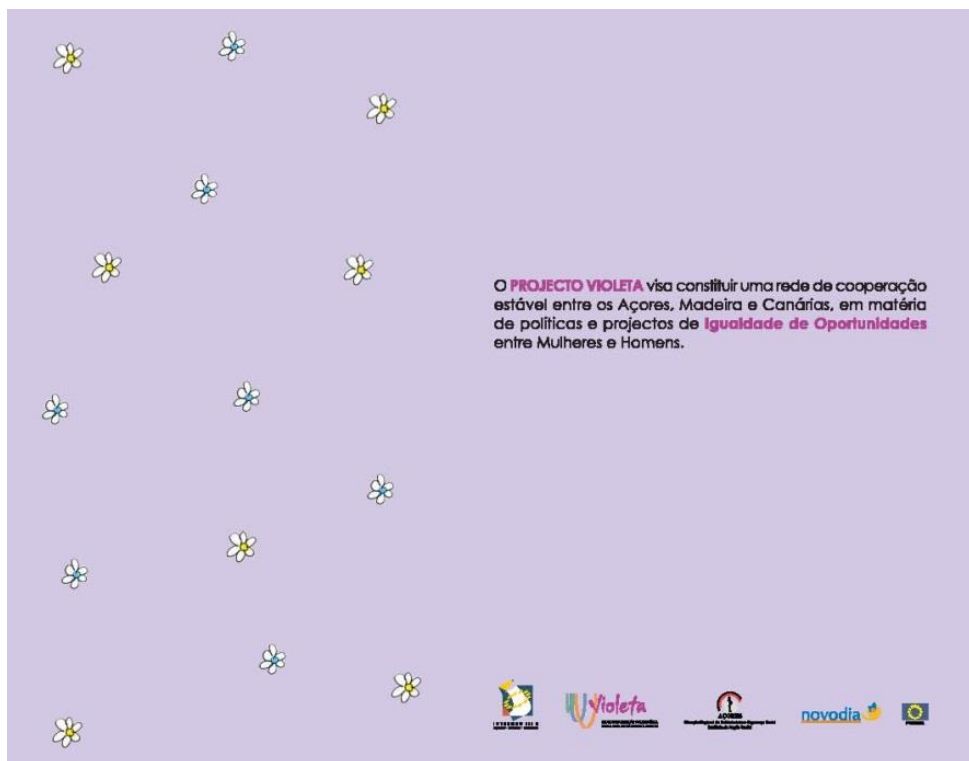 O PROJECTO VIOLETA visa constituir uma rede de cooperação
estável entre os Açores, Madeira e Canárias, em matéria
de políticas e projectos de Igualdade de Oportunidades
entre Mulheres e Homens.
Violeta
AÇORES
novodia